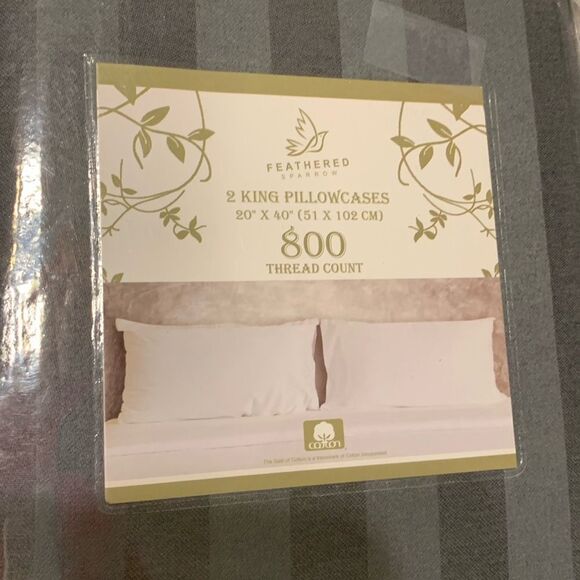 FEATHERED
SPARROW
2 KING PILLOWCASES
20" X 40" (51 X 102 CM)
800
THREAD COUNT
COTTON
The Seal of Cotton is a trademark of Cotton Incorporated.